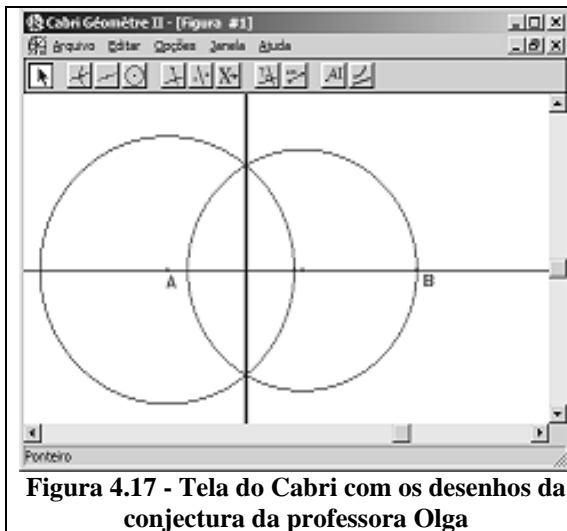 Cabri Géomètre II - [Figura #1]
Arquivo Editar Opções Janela Ajuda
A
B
Ponteiro
Figura 4.17 - Tela do Cabri com os desenhos da
conjectura da professora Olga